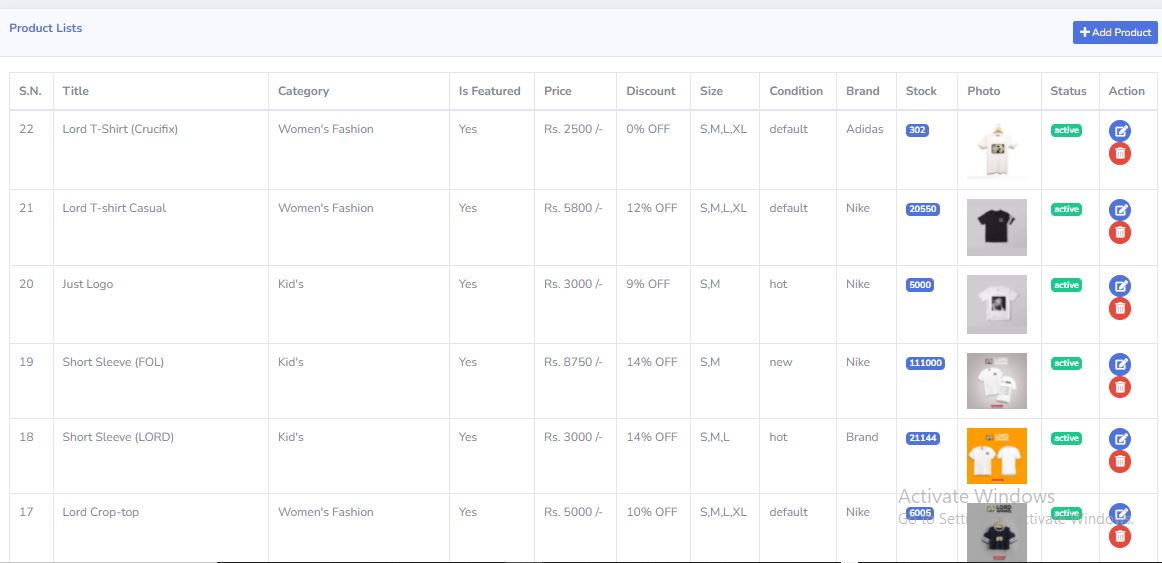 Product Lists
Add Product
S.N. Title Category Is Featured Price Discount Size Condition Brand Stock Photo Status Action
22 Lord T-Shirt (Crucifix) Women's Fashion Yes Rs. 2500 /- 0% OFF S,M,L,XL default Adidas 302 active
21 Lord T-shirt Casual Women's Fashion Yes Rs. 5800 /- 12% OFF S,M,L,XL default Nike 20550 active
20 Just Logo Kid's Yes Rs. 3000 /- 9% OFF S,M hot Nike 5000 active
19 Short Sleeve (FOL) Kid's Yes Rs. 8750 /- 14% OFF S,M new Nike 111000 active
18 Short Sleeve (LORD) Kid's Yes Rs. 3000 /- 14% OFF S,M,L hot Brand 21144 active
Activate Windows
17 Lord Crop-top Women's Fashion Yes Rs. 5000 /- 10% OFF S,M,L,XL default Nike 6005 active
Go to